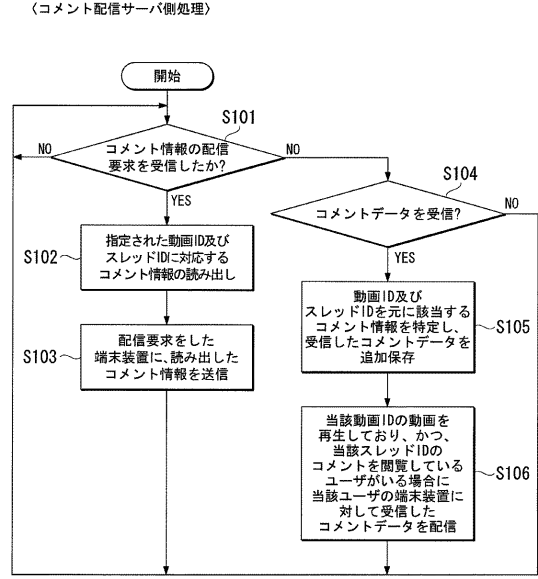 〈コメント配信サーバ側処理〉
開始
S101
コメント情報の配信
要求を受信したか?
NO
NO
YES
S104
コメントデータを受信?
NO
YES
S102
指定された動画ID及び
スレッドIDに対応する
コメント情報の読み出し
S103
配信要求をした
端末装置に、読み出した
コメント情報を送信
動画ID及び
スレッドIDを元に該当する
コメント情報を特定し、
受信したコメントデータを
追加保存
S105
当該動画IDの動画を
再生しており、かつ、
当該スレッドIDの
コメントを閲覧している
ユーザがいる場合に
当該ユーザの端末装置に
対して受信した
コメントデータを配信
S106